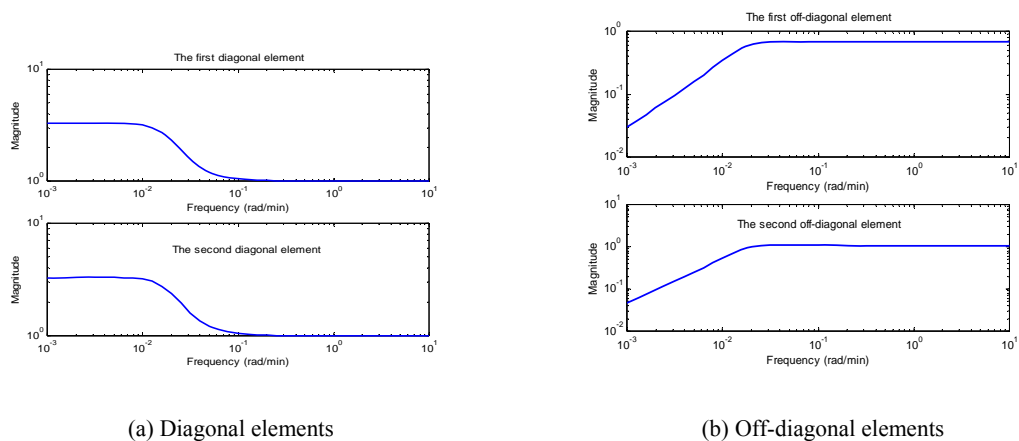 The first diagonal element
10^1
Magnitude
10^0
10^-3 10^-2 10^-1 10^0 10^1
Frequency (rad/min)
The second diagonal element
10^1
Magnitude
10^0
10^-3 10^-2 10^-1 10^0 10^1
Frequency (rad/min)
(a) Diagonal elements
The first off-diagonal element
10^0
10^-1
10^-2
Magnitude
10^-3 10^-2 10^-1 10^0 10^1
Frequency (rad/min)
The second off-diagonal element
10^1
10^0
10^-1
10^-2
Magnitude
10^-3 10^-2 10^-1 10^0 10^1
Frequency (rad/min)
(b) Off-diagonal elements